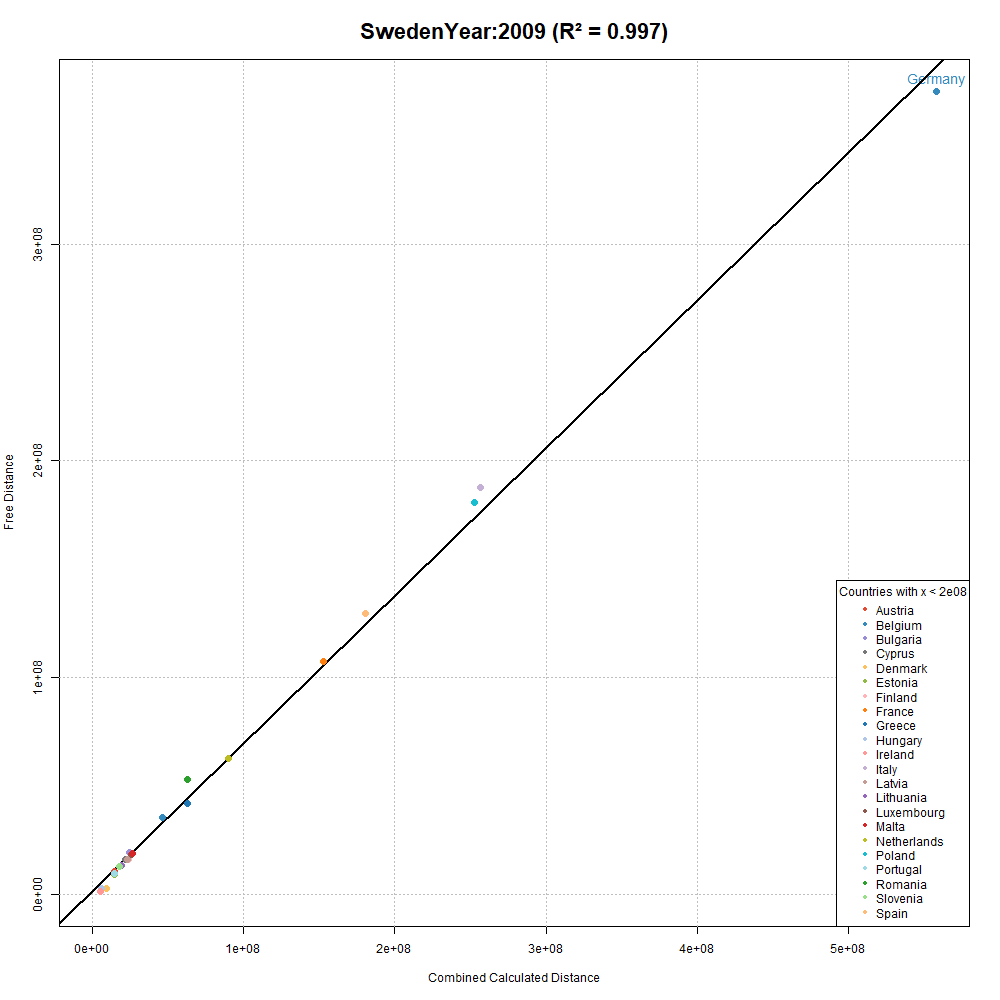 SwedenYear:2009 (R² = 0.997)
Germany
3e+08
2e+08
1e+08
0e+00
Free Distance
Countries with x < 2e08
Austria
Belgium
Bulgaria
Cyprus
Denmark
Estonia
Finland
France
Greece
Hungary
Ireland
Italy
Latvia
Lithuania
Luxembourg
Malta
Netherlands
Poland
Portugal
Romania
Slovenia
Spain
0e+00 1e+08 2e+08 3e+08 4e+08 5e+08
Combined Calculated Distance